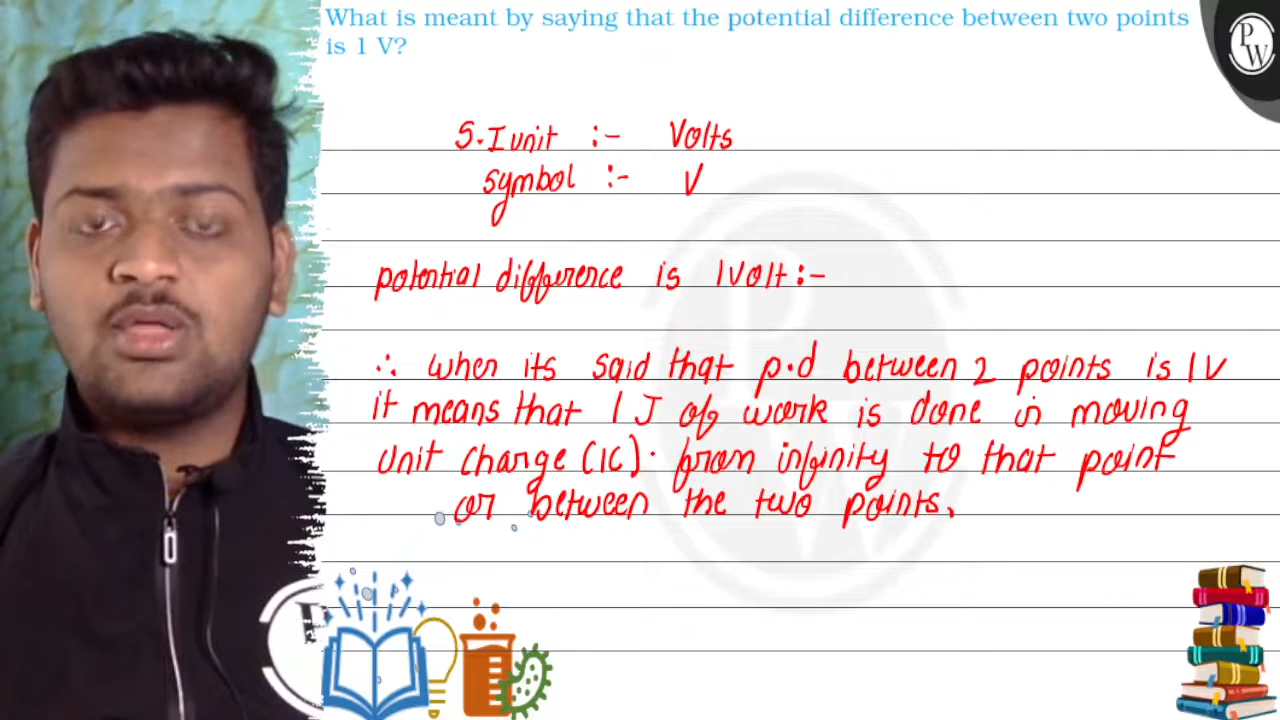 What is meant by saying that the potential difference between two points
is 1 V?
P
W
S.I unit :- Volts
symbol :- V
potential difference is 1volt :-
∴ when its said that p.d between 2 points is 1V
it means that 1 J of work is done in moving
unit charge (1C). from infinity to that point
or between the two points.